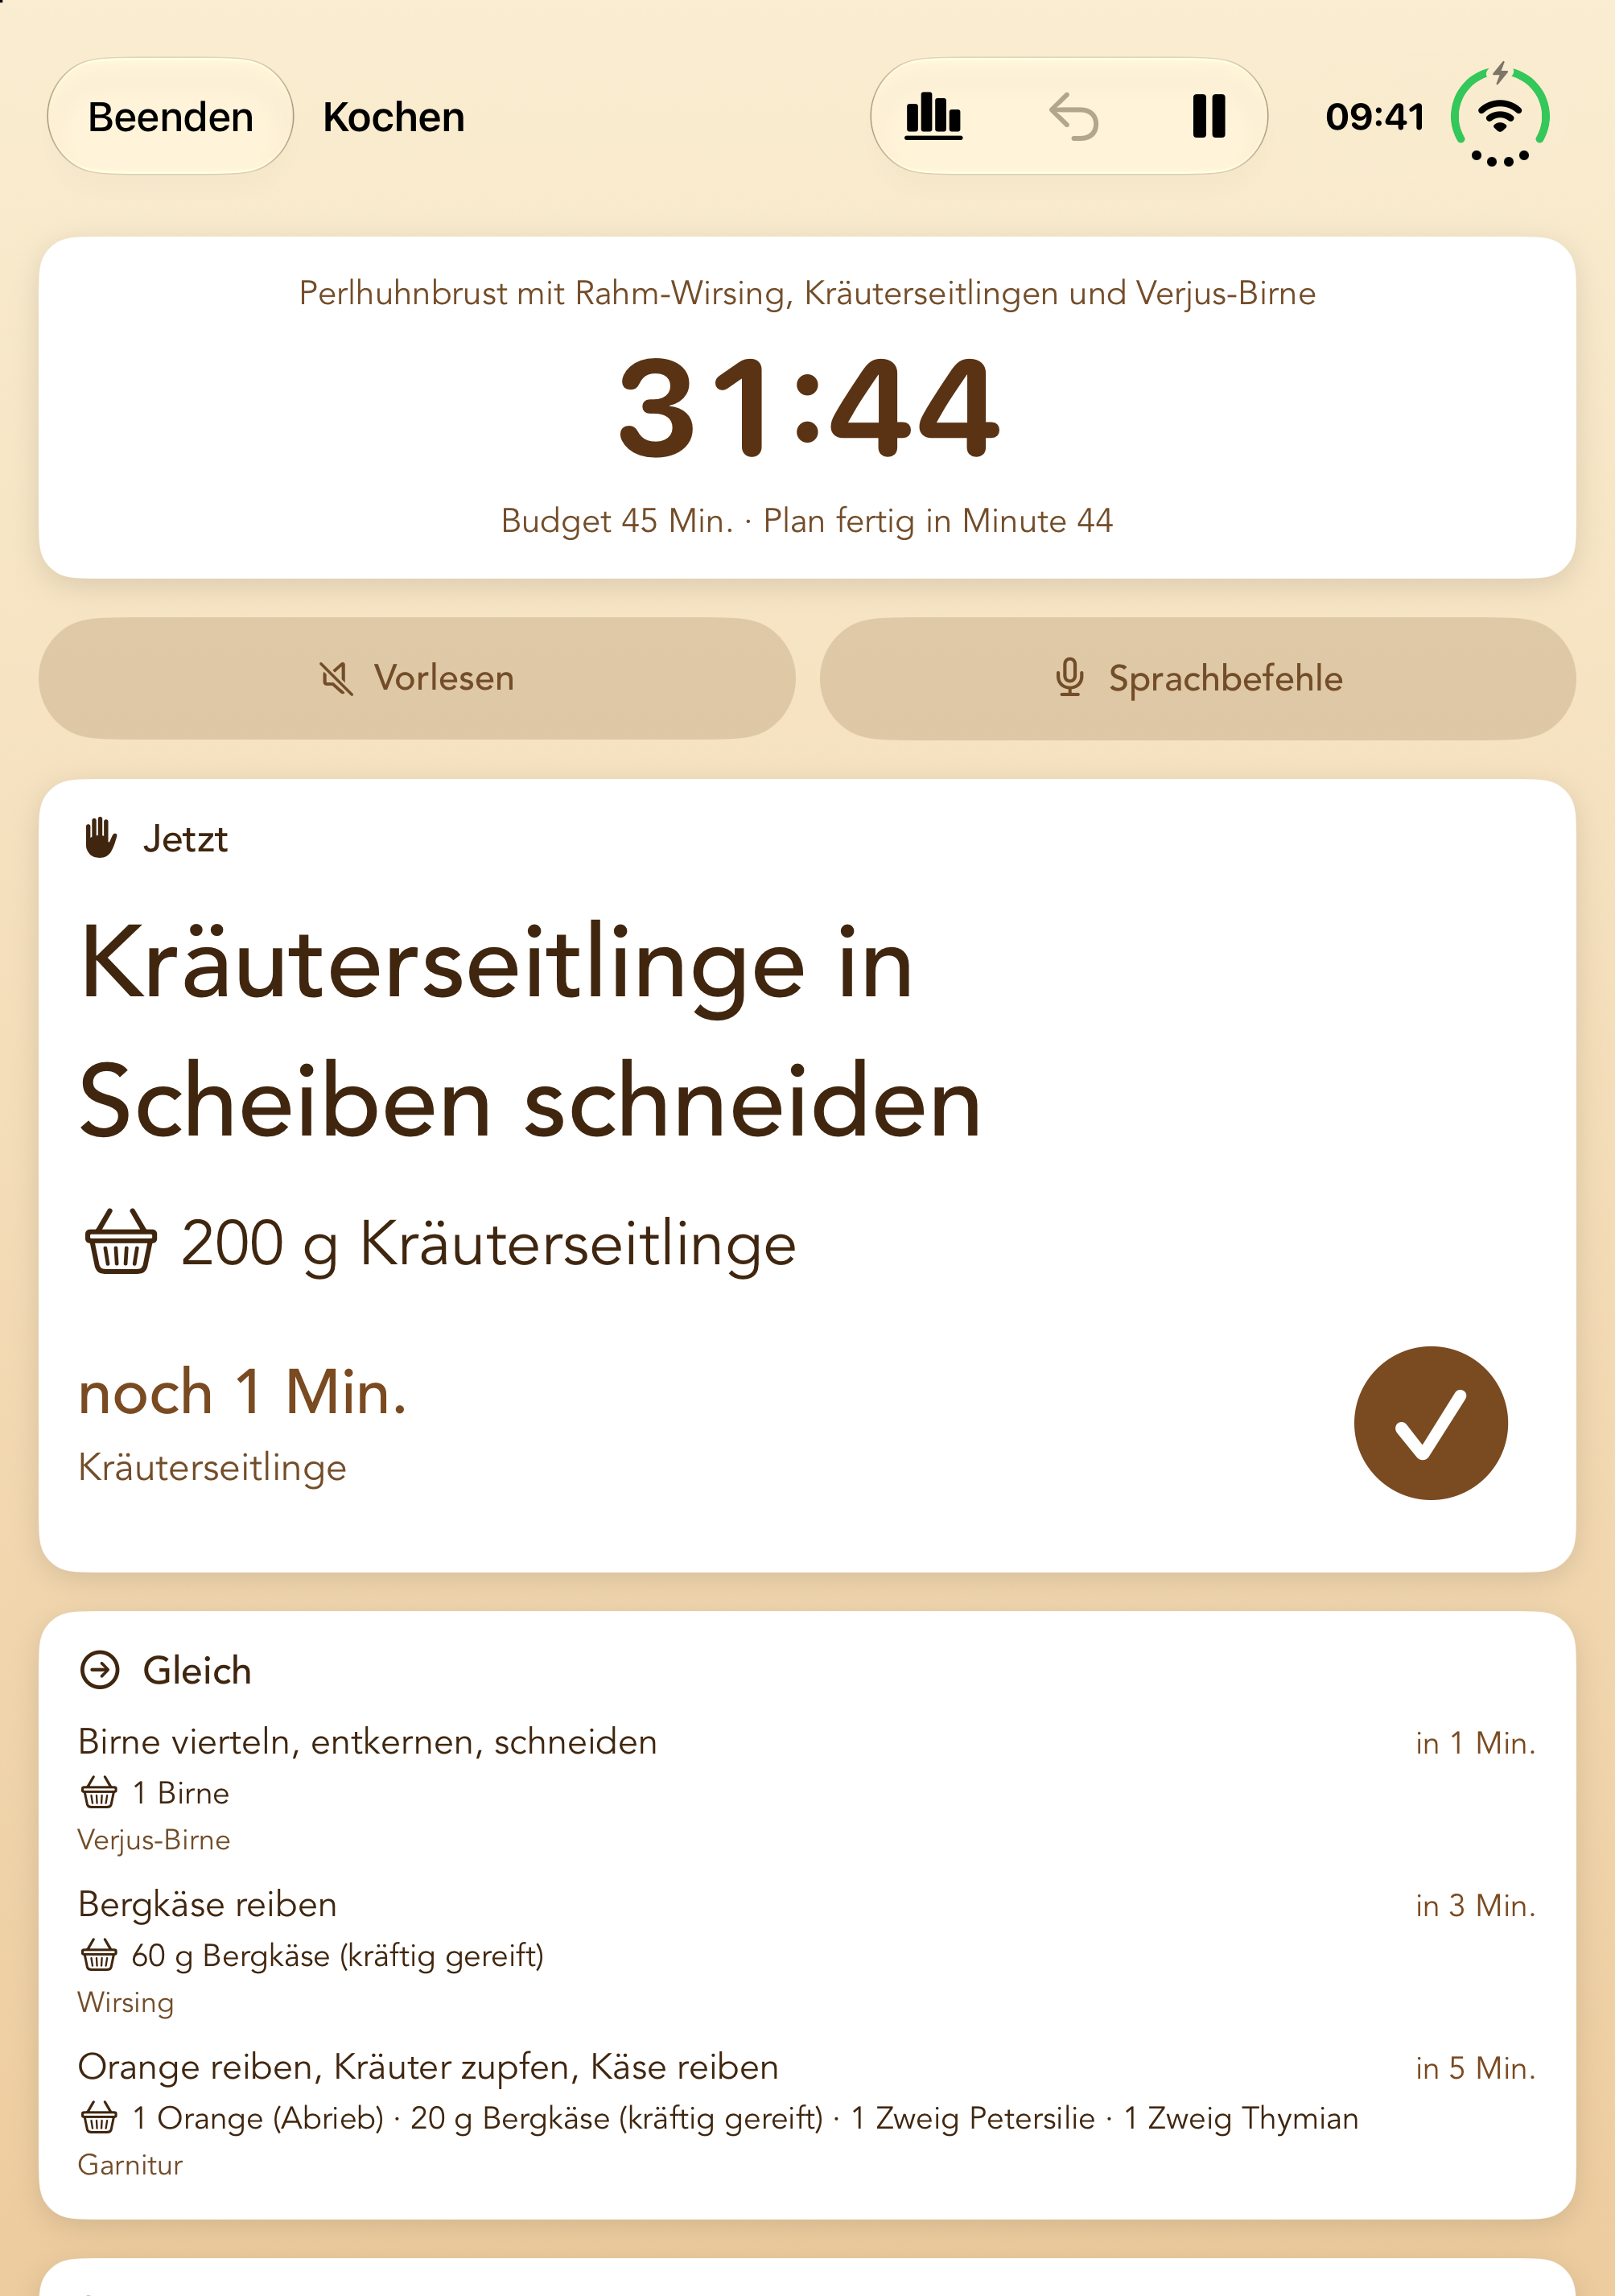 Beenden
Kochen
09:41
Perlhuhnbrust mit Rahm-Wirsing, Kräuterseitlingen und Verjus-Birne
31:44
Budget 45 Min. · Plan fertig in Minute 44
Vorlesen
Sprachbefehle
Jetzt
Kräuterseitlinge in
Scheiben schneiden
200 g Kräuterseitlinge
noch 1 Min.
Kräuterseitlinge
Gleich
Birne vierteln, entkernen, schneiden
in 1 Min.
1 Birne
Verjus-Birne
Bergkäse reiben
in 3 Min.
60 g Bergkäse (kräftig gereift)
Wirsing
Orange reiben, Kräuter zupfen, Käse reiben
in 5 Min.
1 Orange (Abrieb) · 20 g Bergkäse (kräftig gereift) · 1 Zweig Petersilie · 1 Zweig Thymian
Garnitur